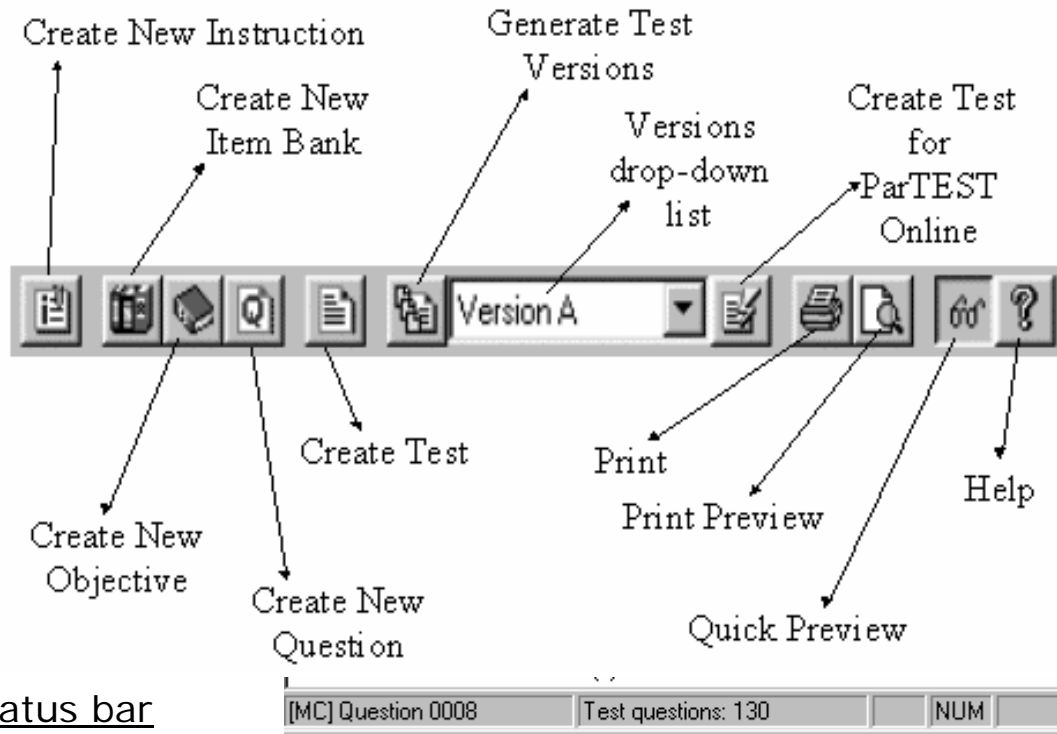 Create New Instruction
Generate Test
Versions
Create New
Item Bank
Versions
drop-down
list
Create Test
for
ParTEST
Online
Q
Version A
Create Test
Print
Help
Print Preview
Create New
Objective
Create New
Question
Quick Preview
atus bar
[MC] Question 0008
Test questions: 130
NUM